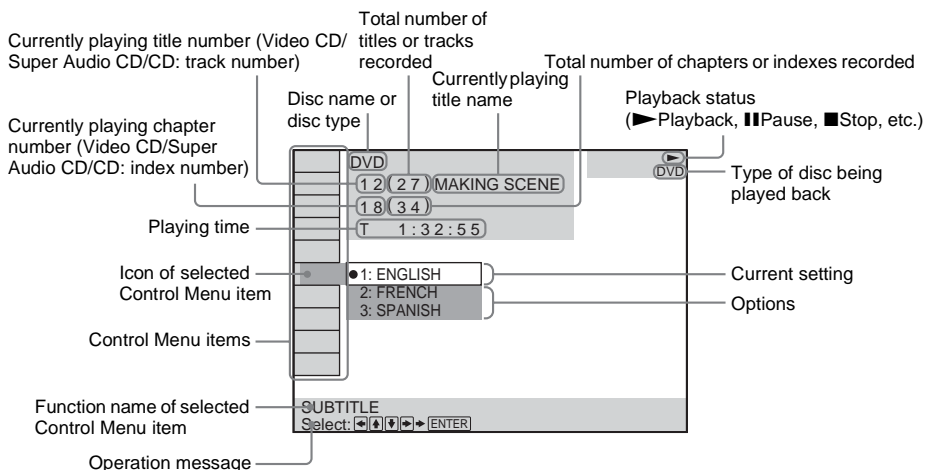 Currently playing title number (Video CD/
Super Audio CD/CD: track number)
Total number of
titles or tracks
recorded
Currently playing
title name
Total number of chapters or indexes recorded
Disc name or
disc type
Playback status
(►Playback, ❚❚Pause, ■Stop, etc.)
Currently playing chapter
number (Video CD/Super
Audio CD/CD: index number)
DVD
►
DVD
Type of disc being
played back
12(27) MAKING SCENE
18(34)
Playing time
T 1:32:55
Icon of selected
Control Menu item
●1: ENGLISH
2: FRENCH
3: SPANISH
Current setting
Options
Control Menu items
Function name of selected
Control Menu item
SUBTITLE
Select: ←↑↓→ → ENTER
Operation message